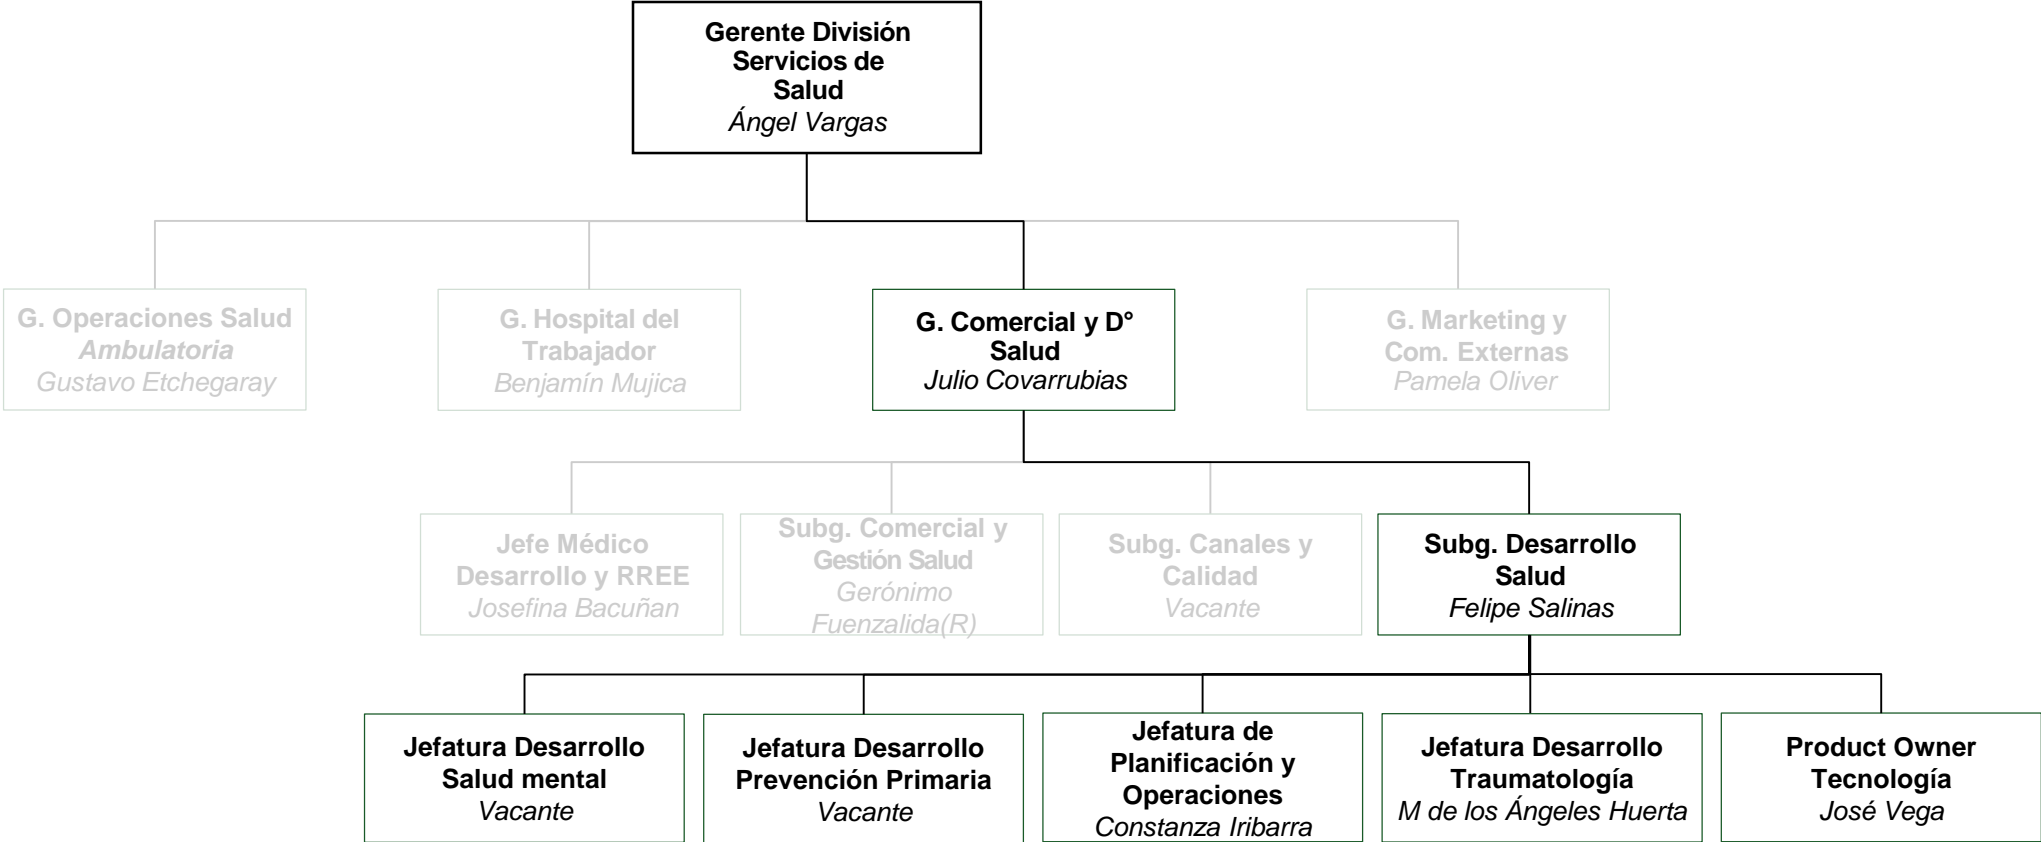 Gerente División
Servicios de
Salud
Ángel Vargas
G. Operaciones Salud
Ambulatoria
Gustavo Etchegaray
G. Hospital del
Trabajador
Benjamín Mujica
G. Comercial y D°
Salud
Julio Covarrubias
G. Marketing y
Com. Externas
Pamela Oliver
Jefe Médico
Desarrollo y RREE
Josefina Bacuñan
Subg. Comercial y
Gestión Salud
Gerónimo
Fuenzalida(R)
Subg. Canales y
Calidad
Vacante
Subg. Desarrollo
Salud
Felipe Salinas
Jefatura Desarrollo
Salud mental
Vacante
Jefatura Desarrollo
Prevención Primaria
Vacante
Jefatura de
Planificación y
Operaciones
Constanza Iribarra
Jefatura Desarrollo
Traumatología
M de los Ángeles Huerta
Product Owner
Tecnología
José Vega